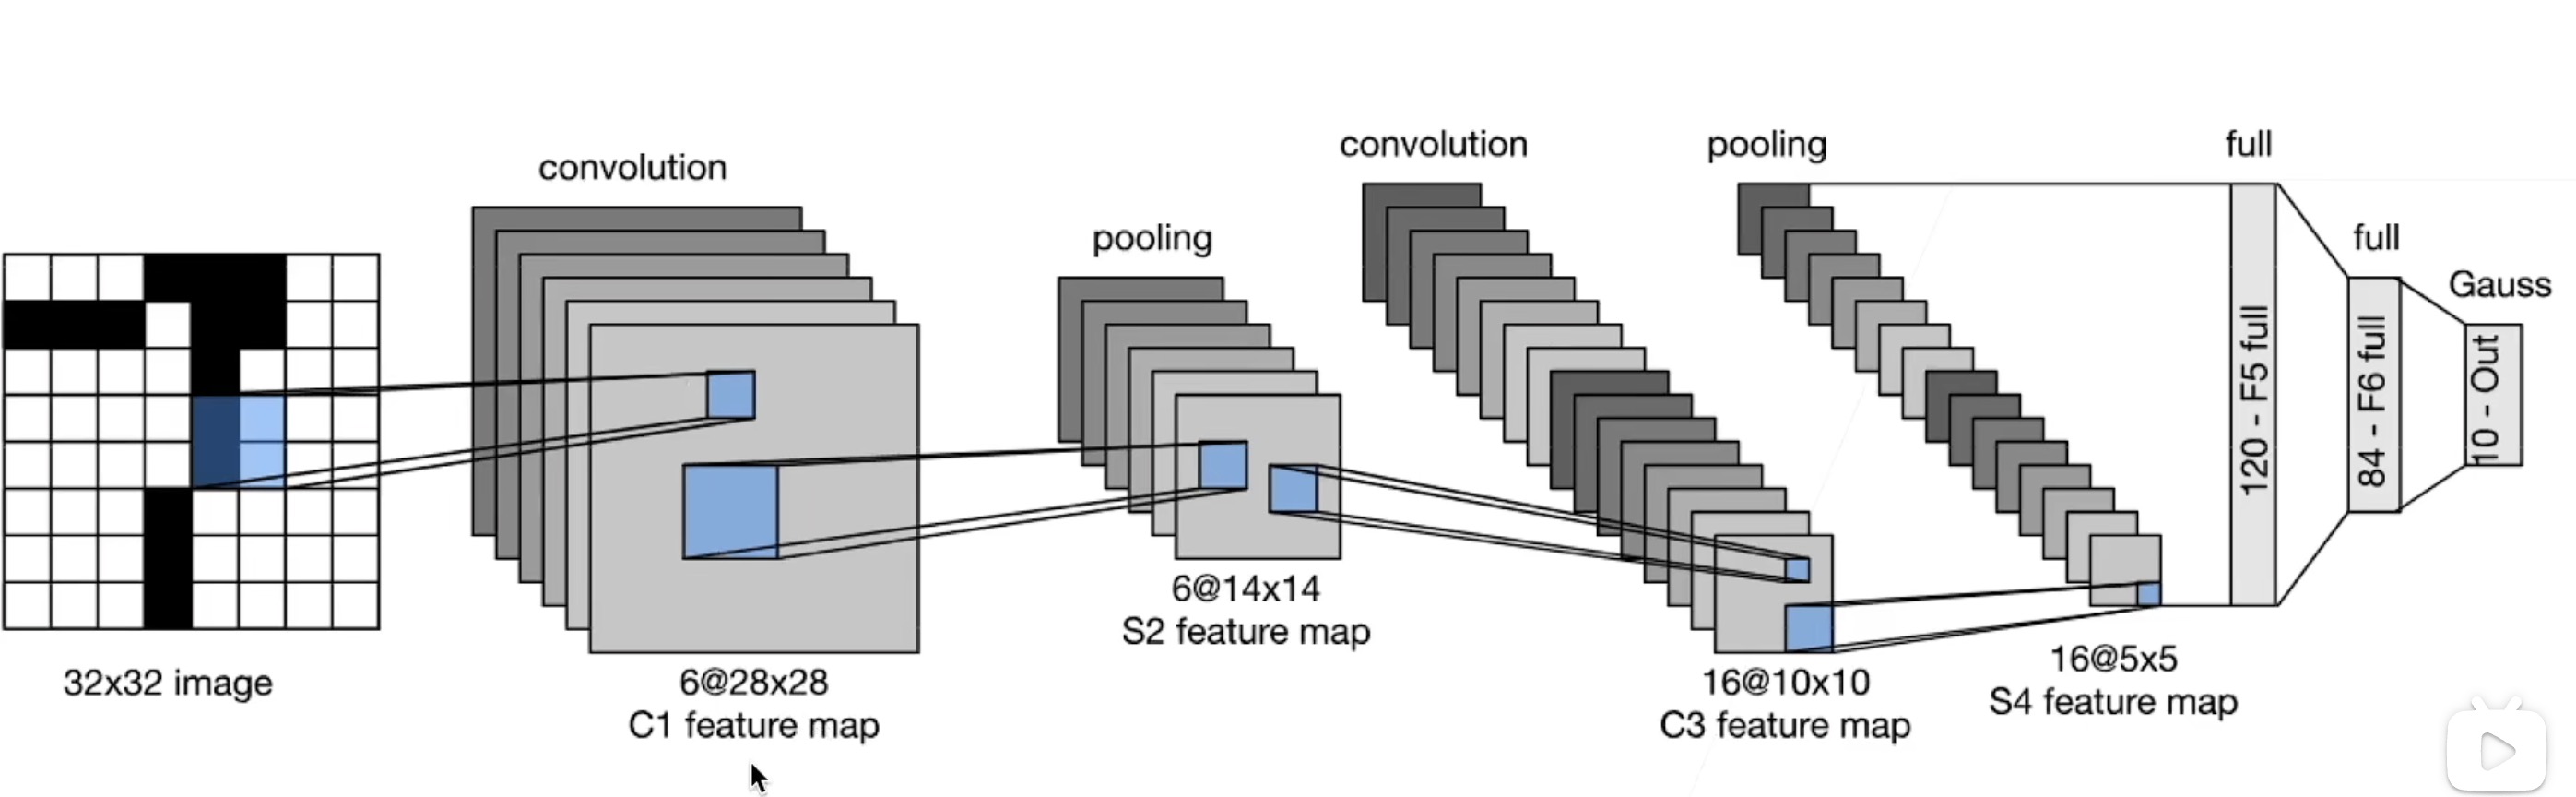 convolution
pooling
convolution
pooling
full
full
Gauss
32x32 image
6@28x28
C1 feature map
6@14x14
S2 feature map
16@10x10
C3 feature map
16@5x5
S4 feature map
120 - F5 full
84 - F6 full
10 - Out